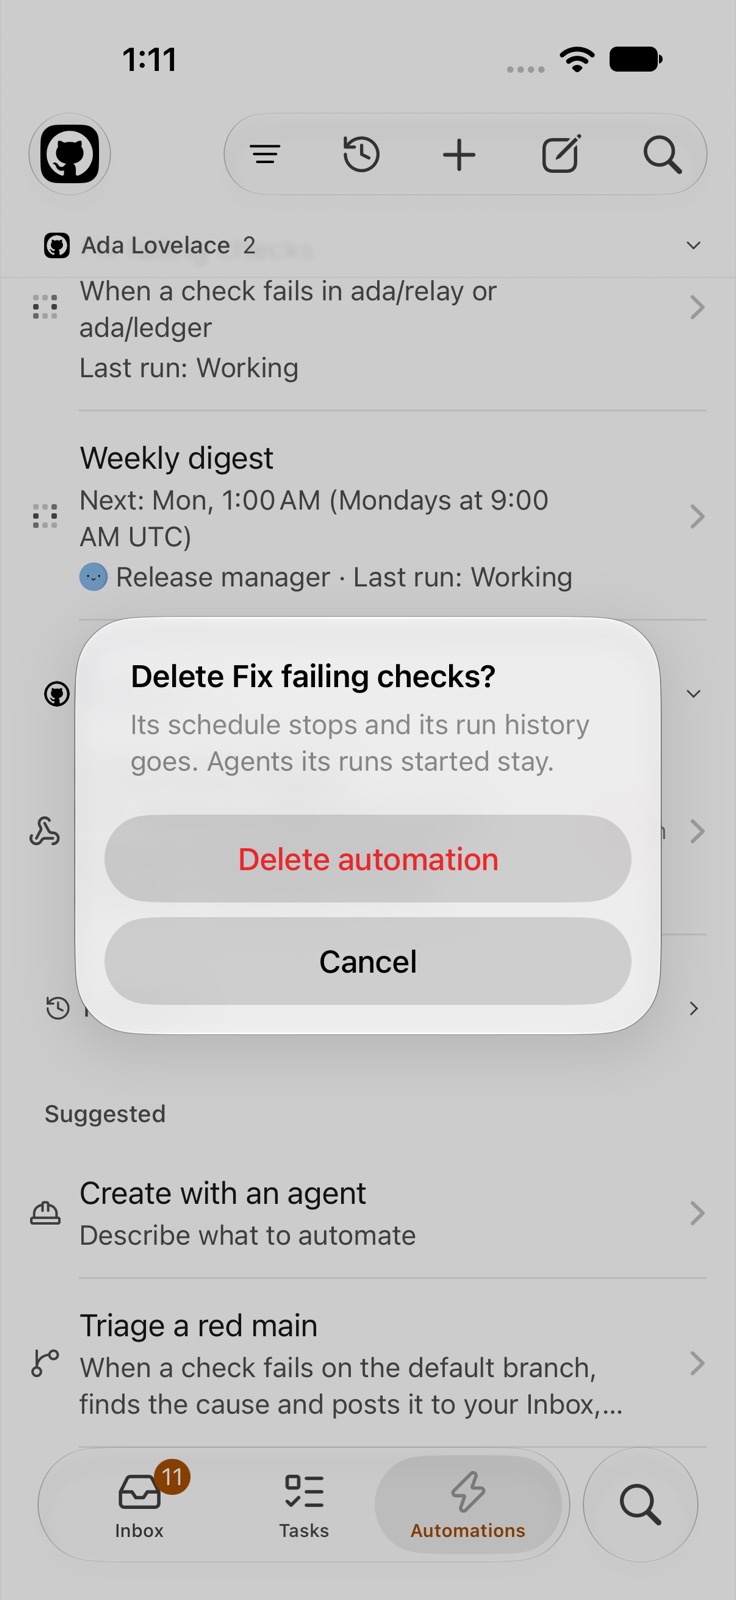 1:11
Ada Lovelace 2
When a check fails in ada/relay or
ada/ledger
Last run: Working
Weekly digest
Next: Mon, 1:00 AM (Mondays at 9:00
AM UTC)
Release manager · Last run: Working
Delete Fix failing checks?
Its schedule stops and its run history
goes. Agents its runs started stay.
Delete automation
Cancel
Suggested
Create with an agent
Describe what to automate
Triage a red main
When a check fails on the default branch,
finds the cause and posts it to your Inbox,...
11
Inbox
Tasks
Automations